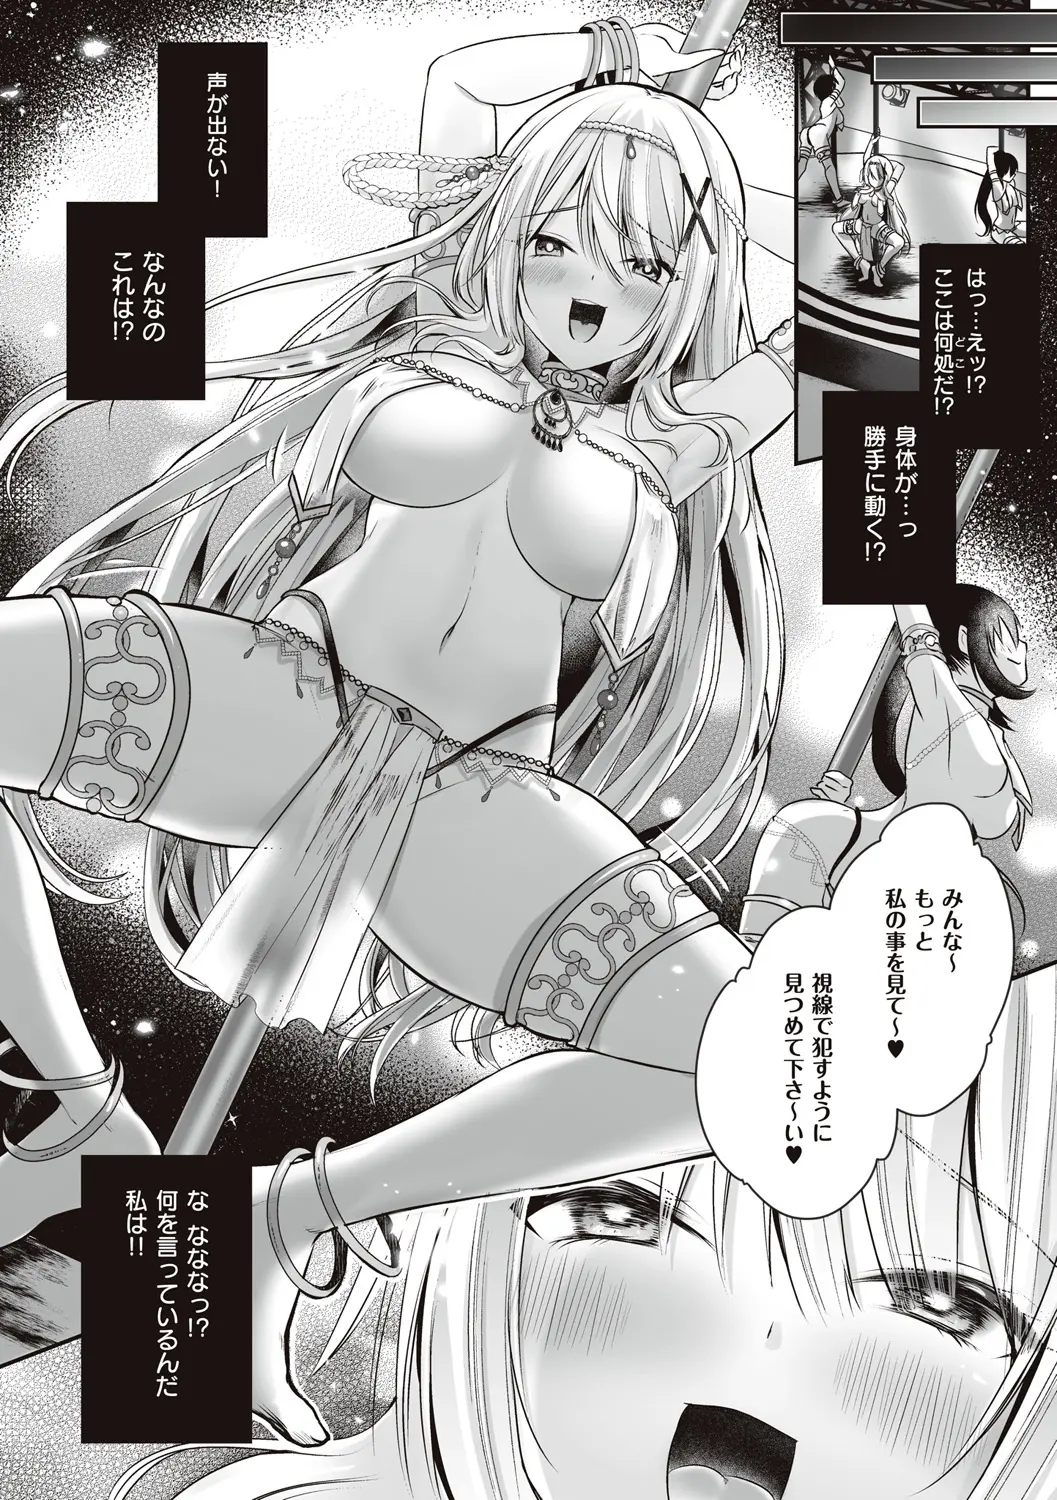 はっ…えッ!?
ここは何処だ!?
どこ
身体が…っ
勝手に動く!?
声が出ない!
なんなの
これは!?
みんな〜
もっと
私の事を見て〜♥
視線で犯すように
見つめて下さ〜い♥
な なななっ!?
何を言っているんだ
私は!!